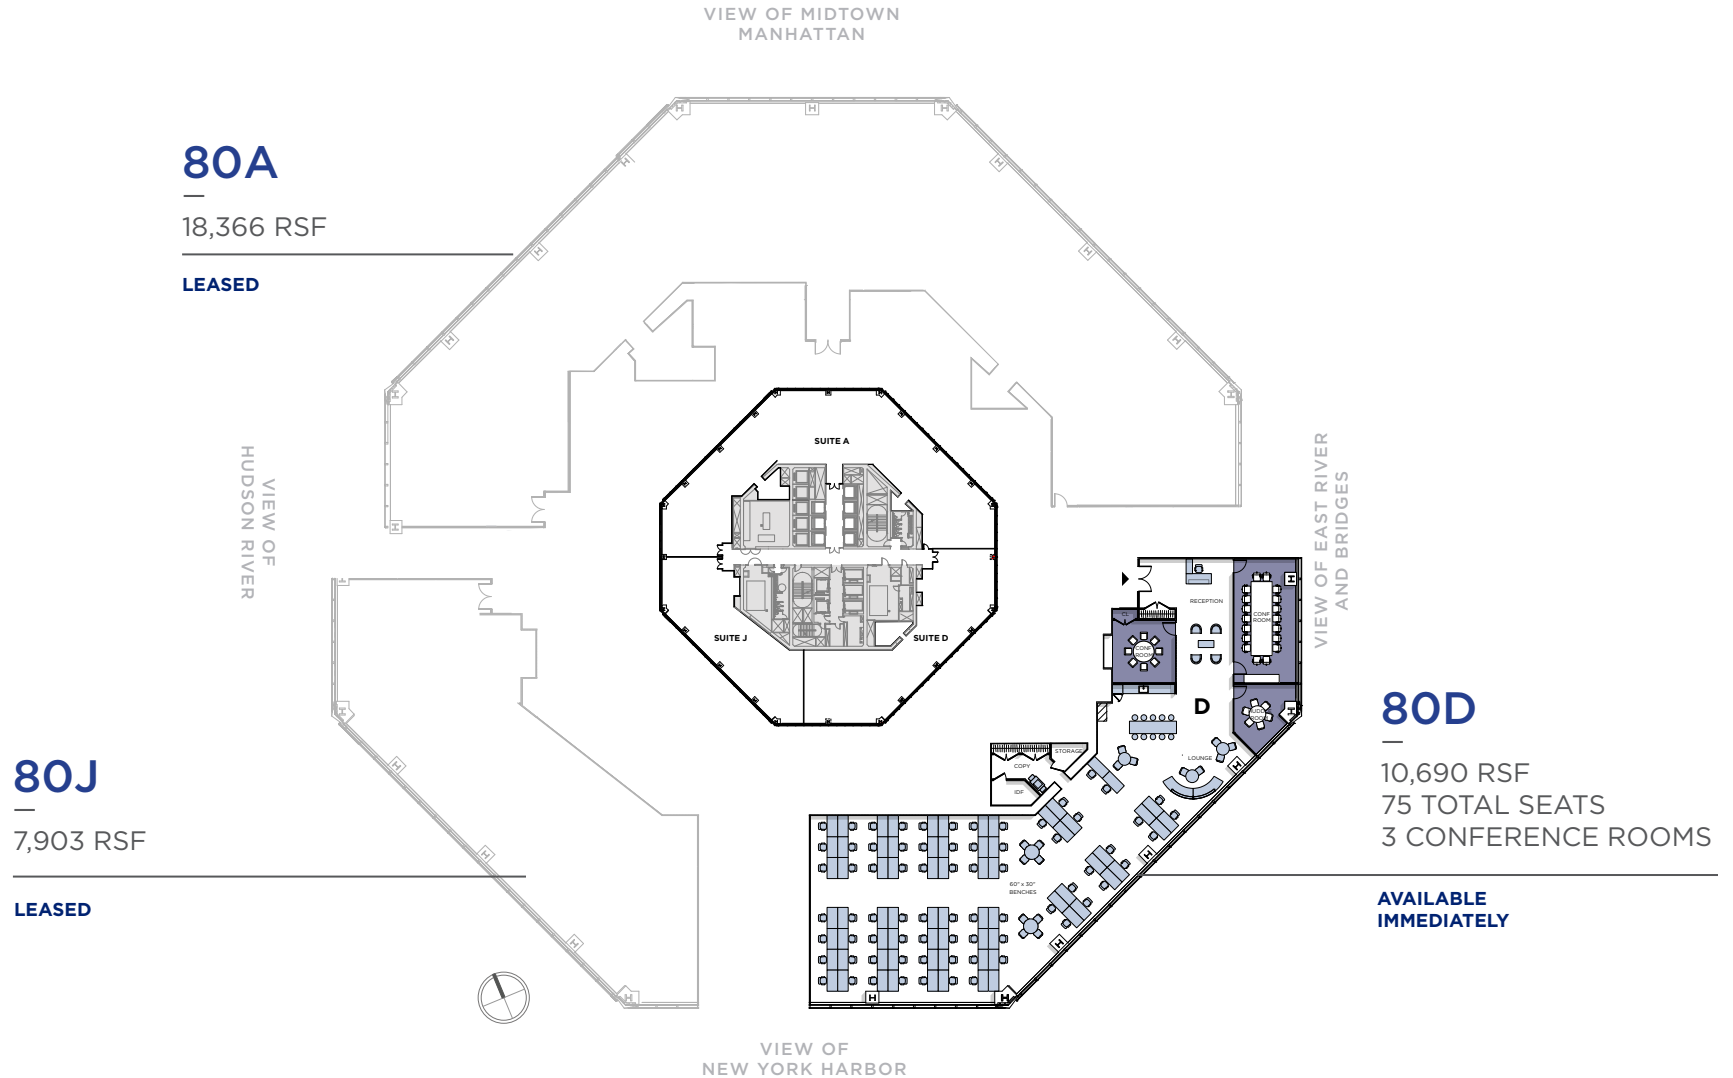 VIEW OF MIDTOWN
MANHATTAN
80A
18,366 RSF
LEASED
SUITE A
VIEW OF
HUDSON RIVER
VIEW OF EAST RIVER
AND BRIDGES
SUITE J
SUITE D
RECEPTION
CONF
ROOM
CL
CONF
ROOM
D
LOUNGE
STORAGE
COPY
IDF
60" x 30"
BENCHES
80D
10,690 RSF
75 TOTAL SEATS
3 CONFERENCE ROOMS
AVAILABLE
IMMEDIATELY
80J
7,903 RSF
LEASED
VIEW OF
NEW YORK HARBOR